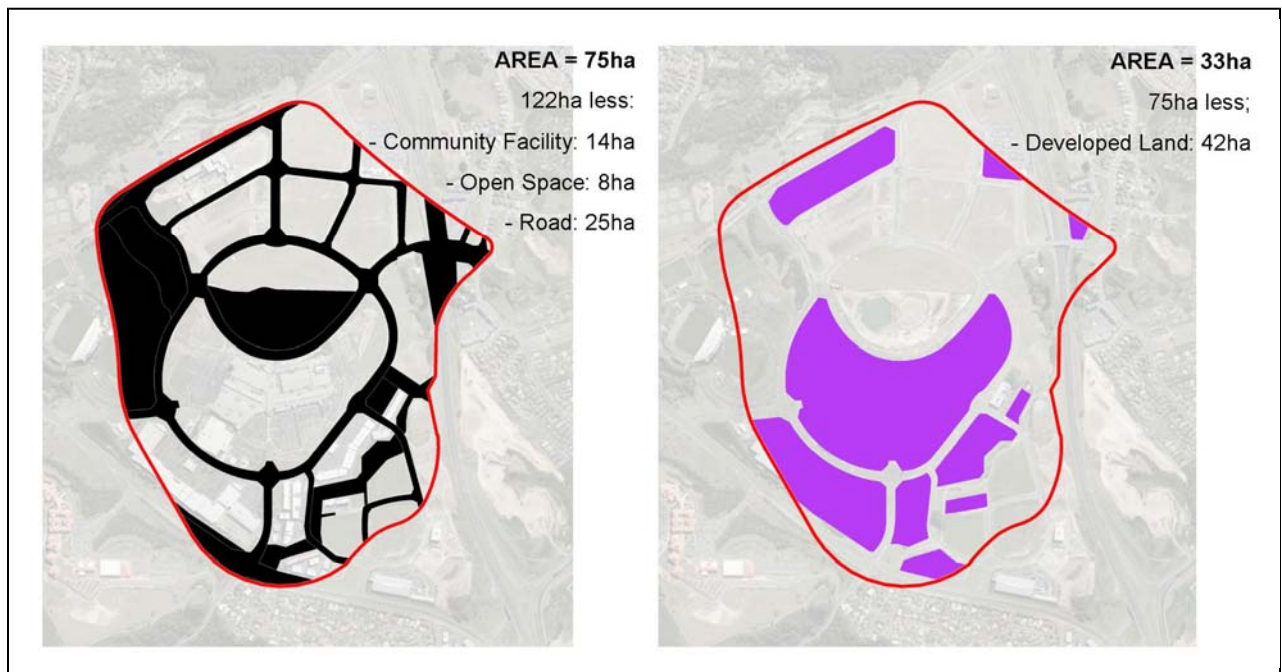 AREA = 75ha
122ha less:
- Community Facility: 14ha
- Open Space: 8ha
- Road: 25ha
AREA = 33ha
75ha less;
- Developed Land: 42ha